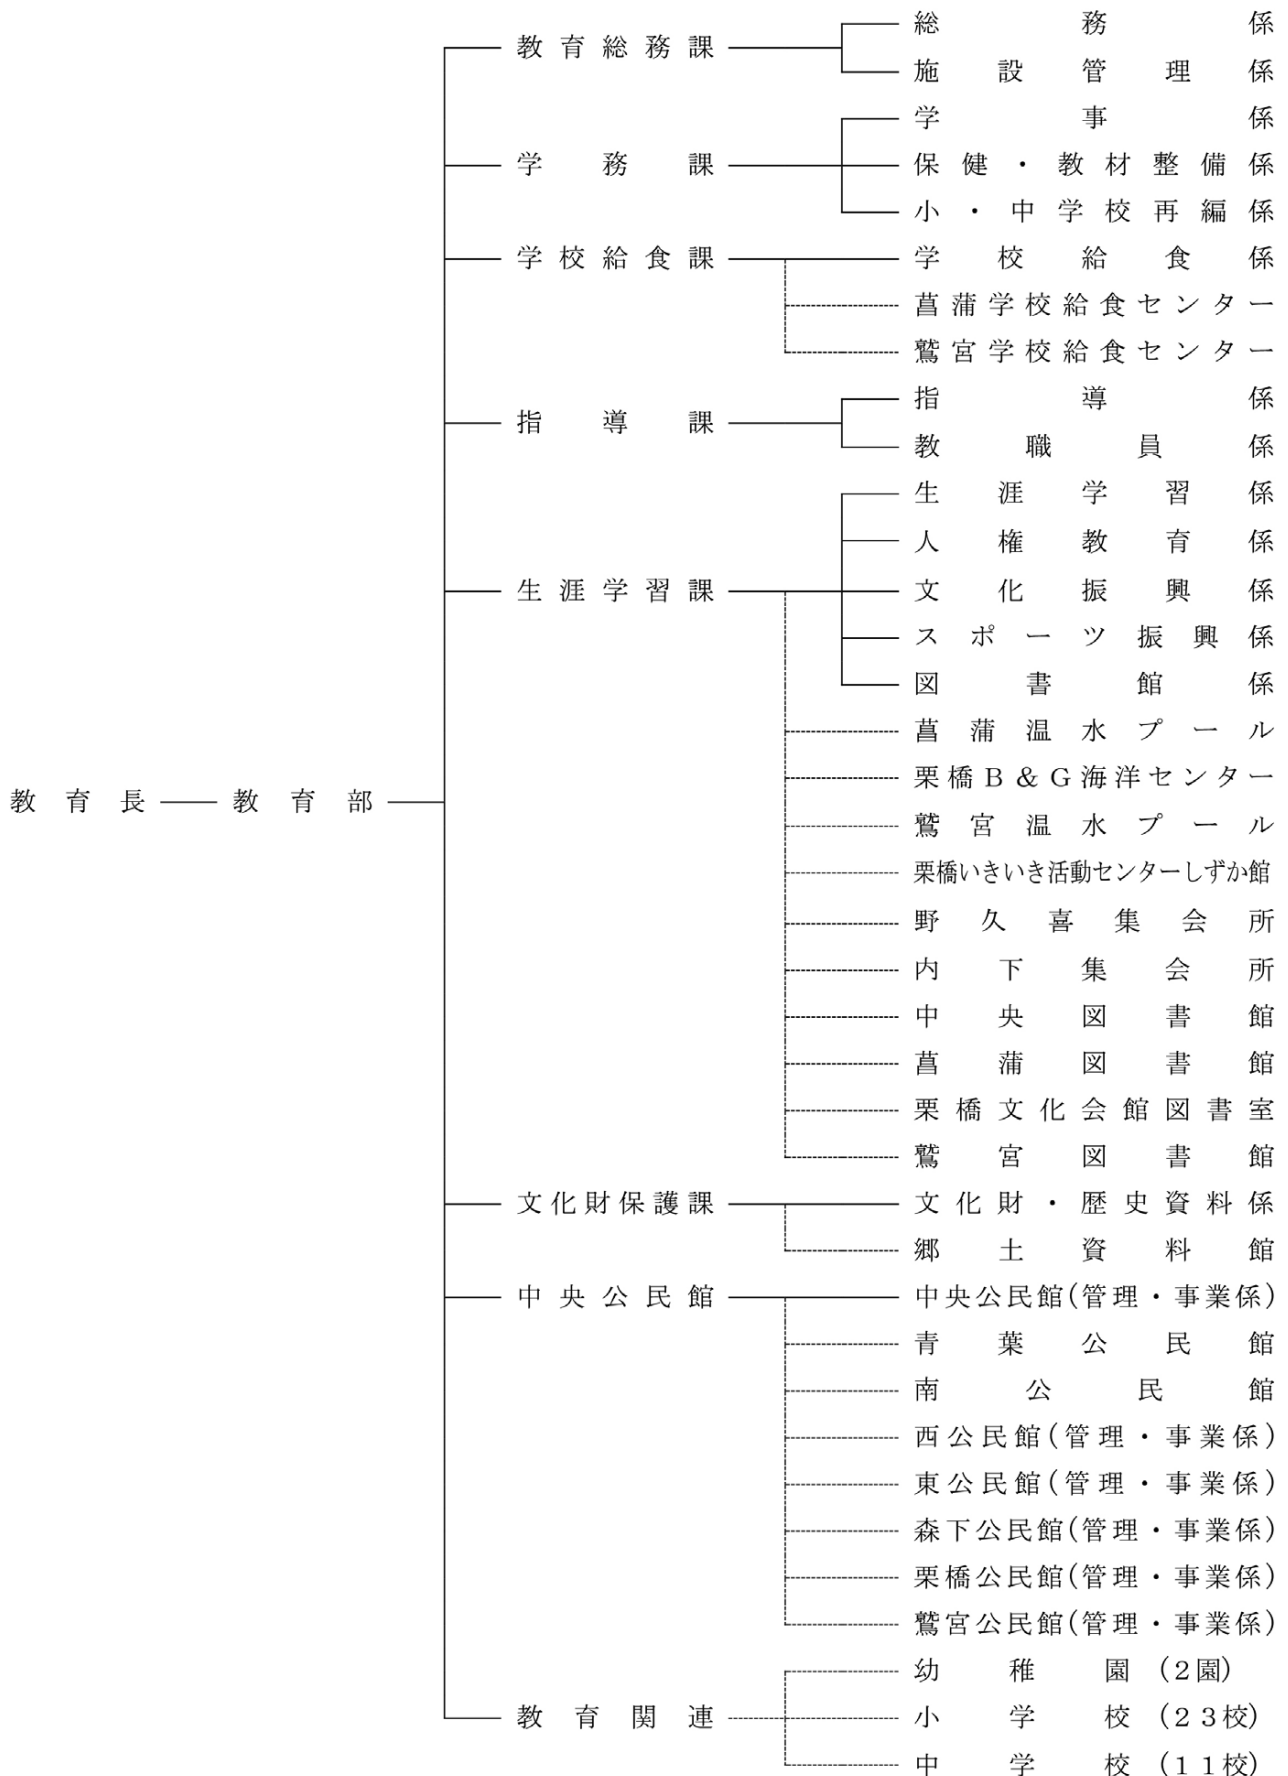 総務係
教育総務課
施設管理係
学事係
学務課
保健・教材整備係
小・中学校再編係
学校給食課
学校給食係
菖蒲学校給食センター
鷲宮学校給食センター
指導係
指導課
教職員係
生涯学習係
人権教育係
生涯学習課
文化振興係
スポーツ振興係
図書館係
菖蒲温水プール
栗橋B&G海洋センター
教育長
教育部
鷲宮温水プール
栗橋いきいき活動センターしずか館
野久喜集会所
内下集会所
中央図書館
菖蒲図書館
栗橋文化会館図書室
鷲宮図書館
文化財保護課
文化財・歴史資料係
郷土資料館
中央公民館
中央公民館(管理・事業係)
青葉公民館
南公民館
西公民館(管理・事業係)
東公民館(管理・事業係)
森下公民館(管理・事業係)
栗橋公民館(管理・事業係)
鷲宮公民館(管理・事業係)
幼稚園(2園)
教育関連
小学校(23校)
中学校(11校)